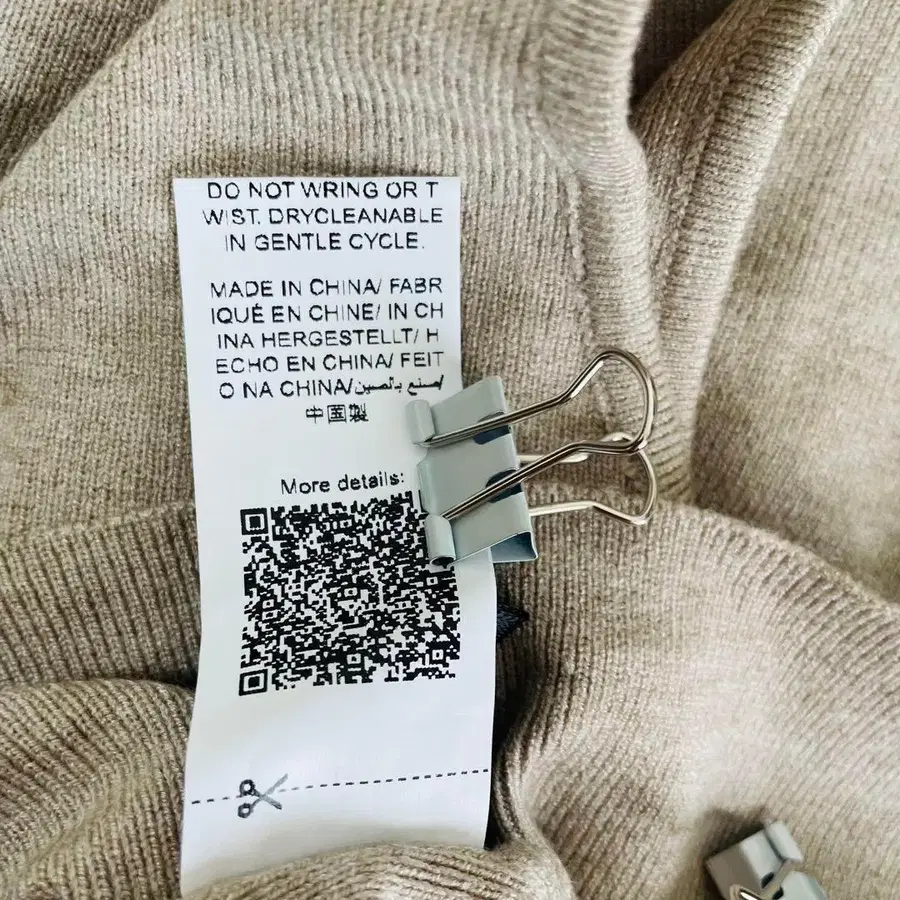 DO NOT WRING OR T
WIST. DRYCLEANABLE
IN GENTLE CYCLE.
MADE IN CHINA/ FABR
IQUÉ EN CHINE/ IN CH
INA HERGESTELLT/ H
ECHO EN CHINA/ FEIT
O NA CHINA/صنع بالصين/
中国製
More details: